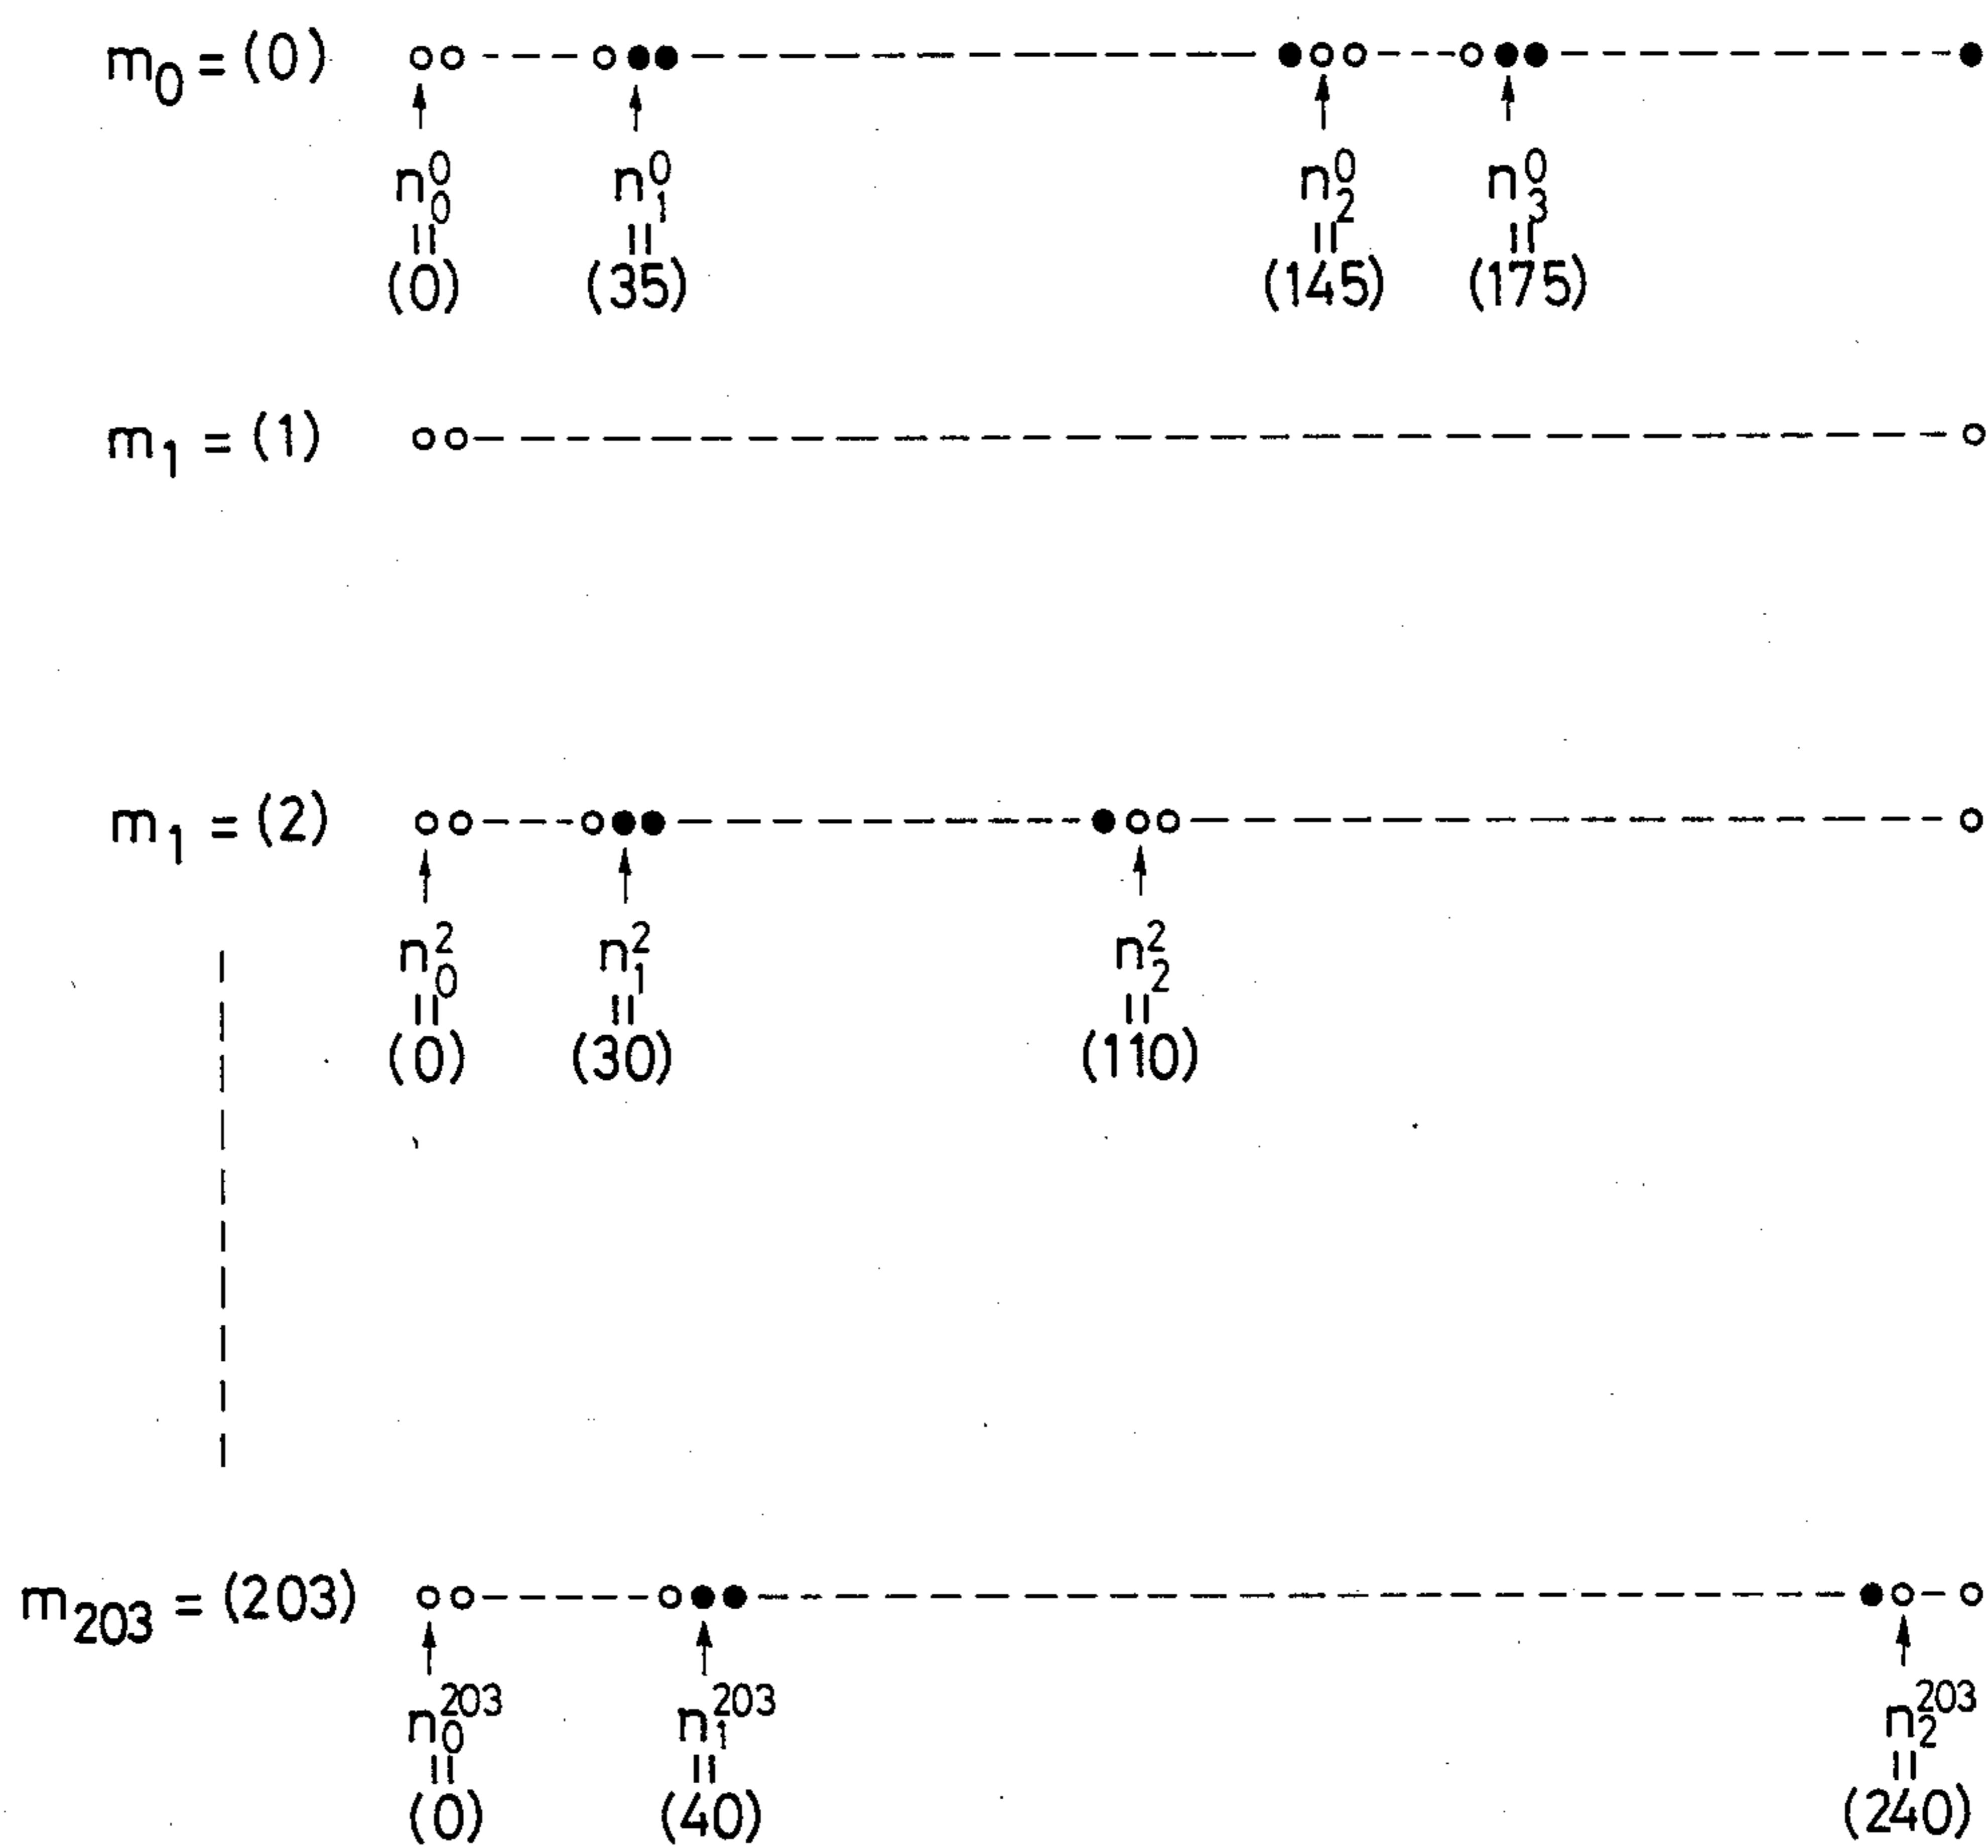 m₀ = (0)
n⁰₀ n⁰₁ n⁰₂ n⁰₃
= = = =
(0) (35) (145) (175)
m₁ = (1)
m₁ = (2)
n²₀ n²₁ n²₂
= = =
(0) (30) (110)
m₂₀₃ = (203)
n²⁰³₀ n²⁰³₁ n²⁰³₂
= = =
(0) (40) (240)